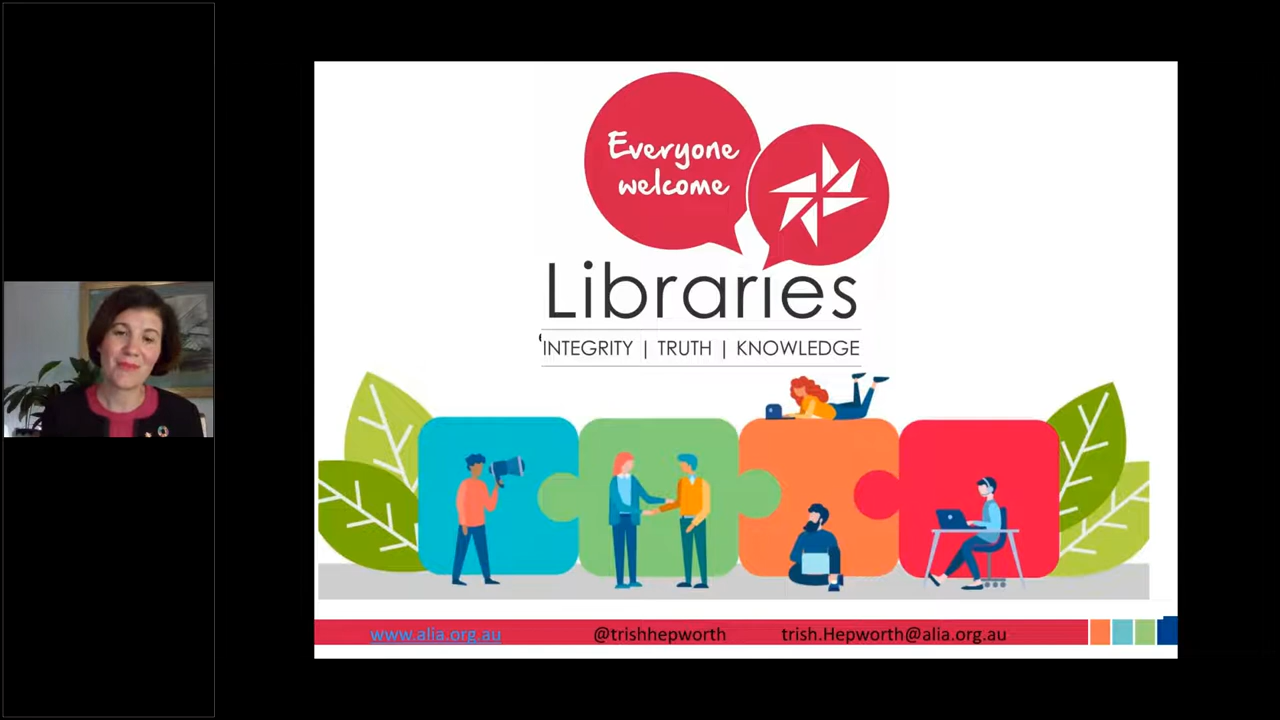 Everyone
welcome
Libraries
‘INTEGRITY | TRUTH | KNOWLEDGE
www.alia.org.au @trishhepworth trish.Hepworth@alia.org.au